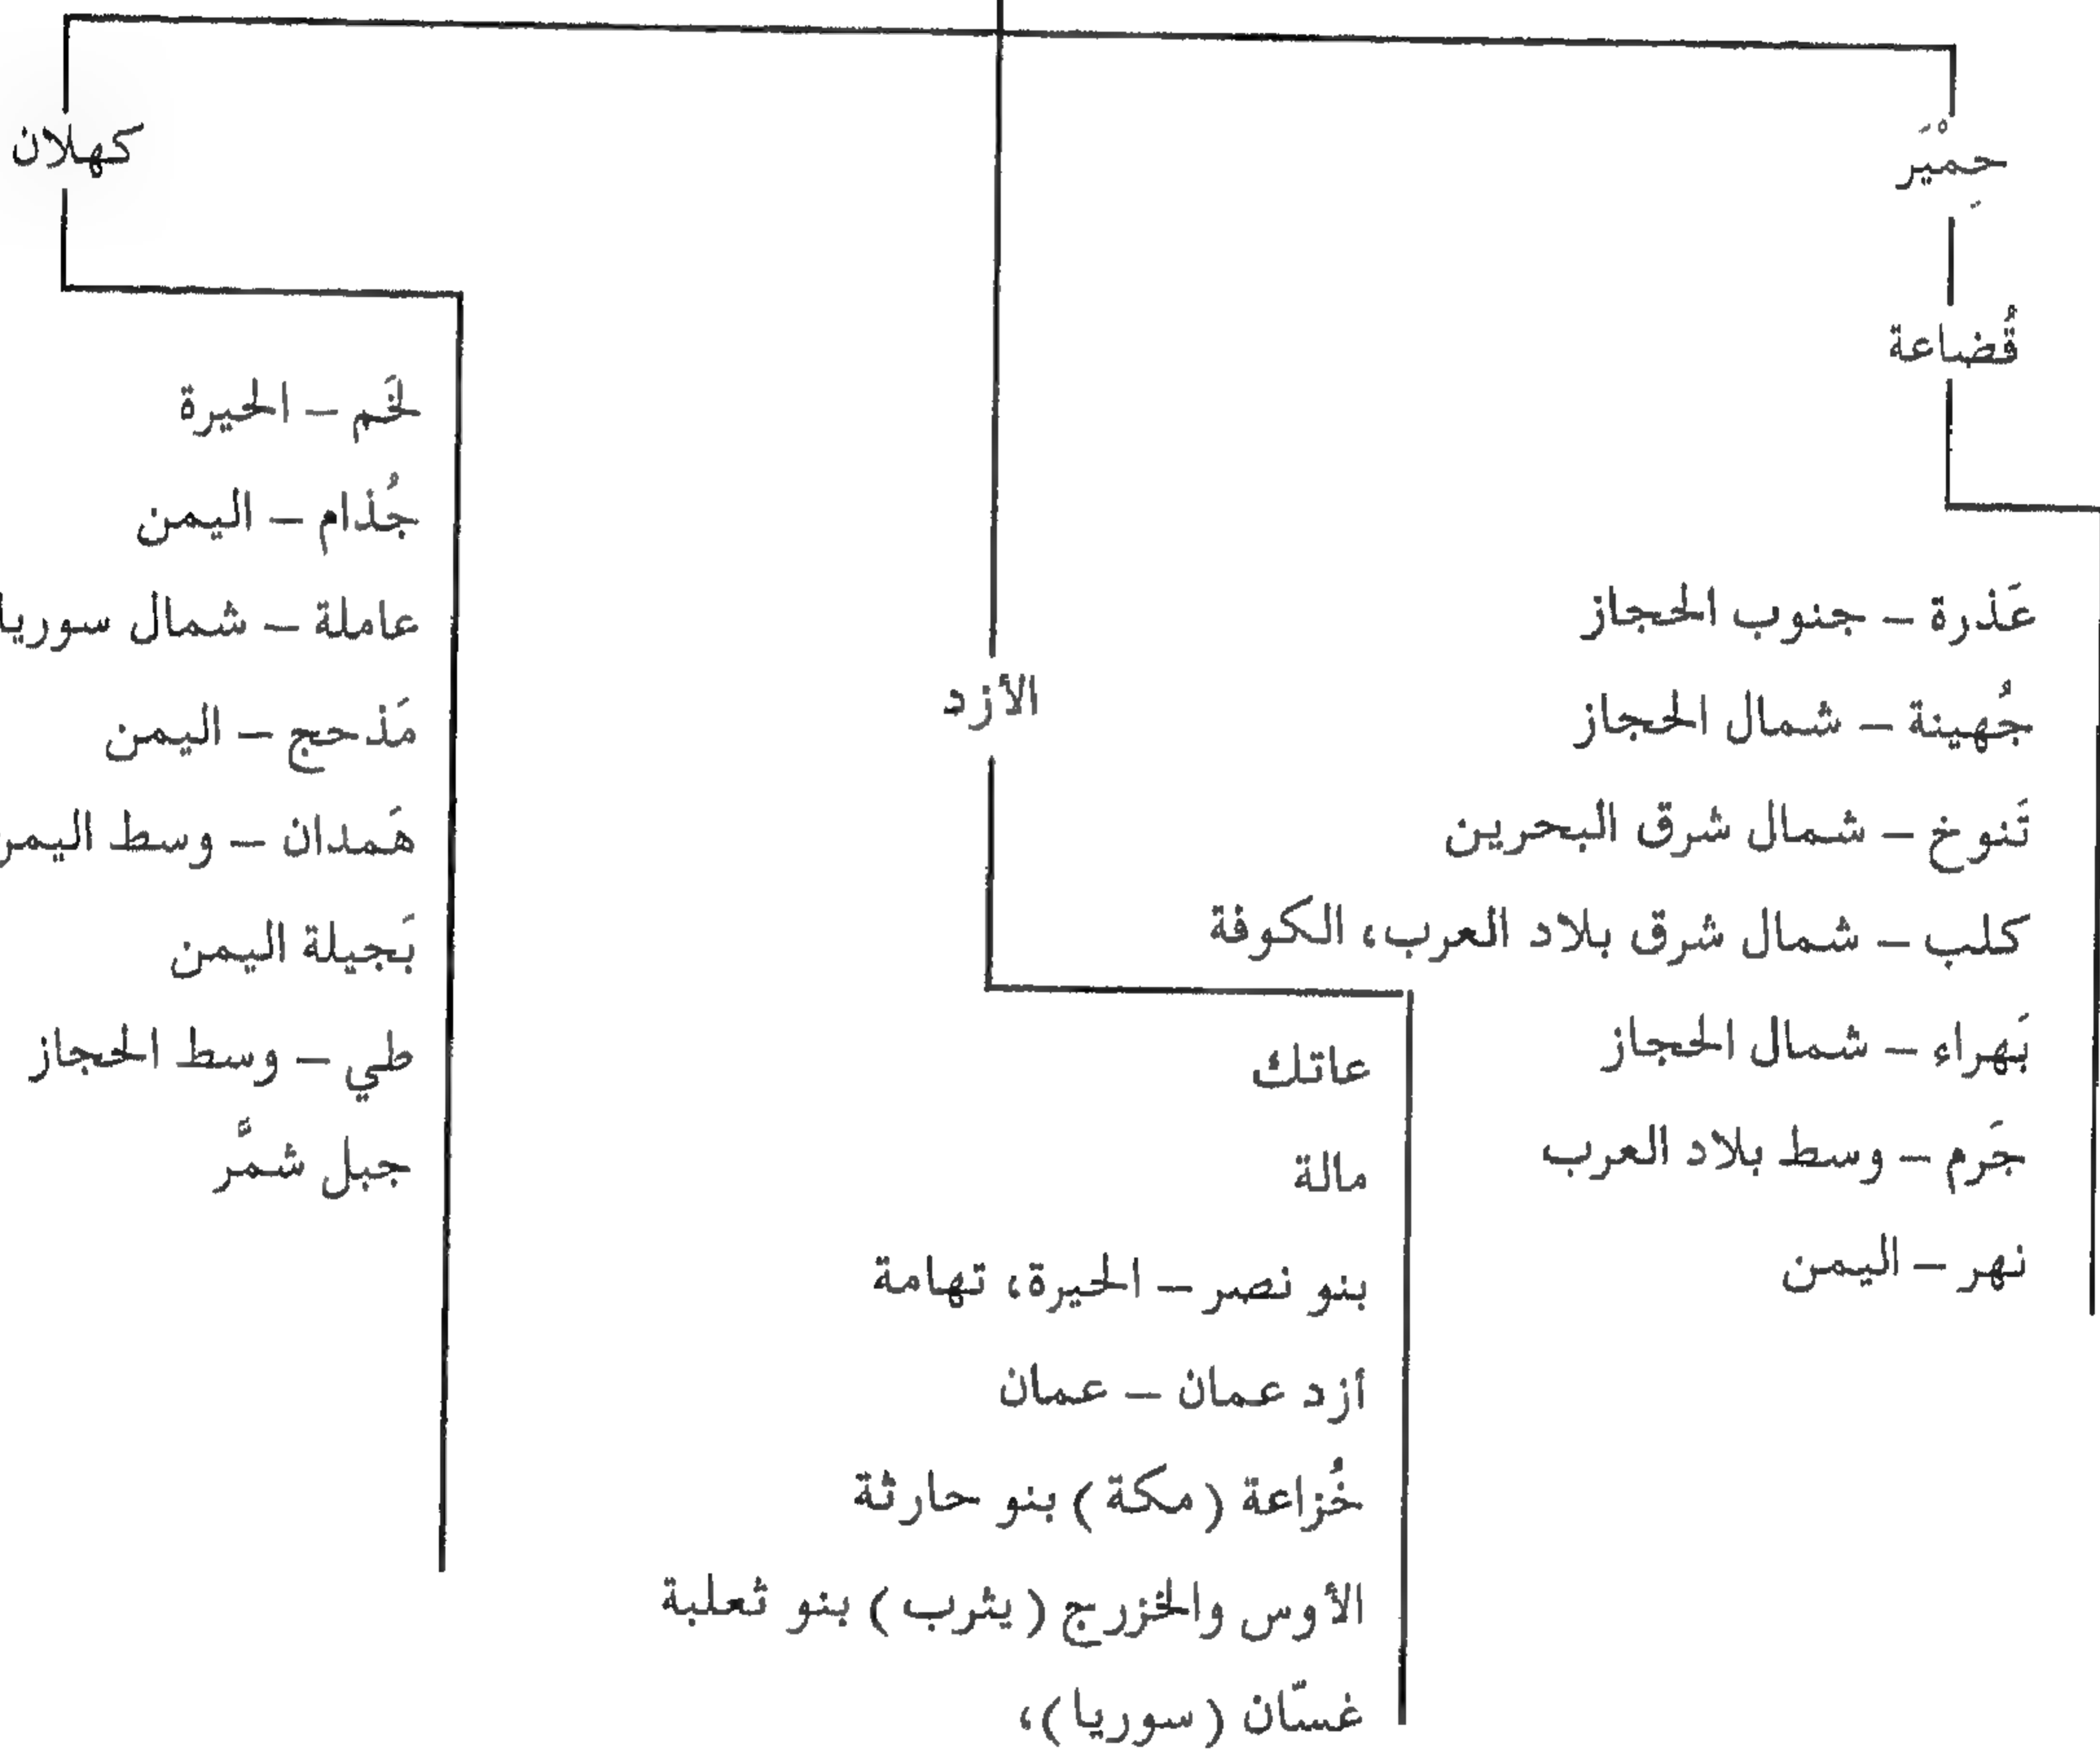 حِمْيَر
قُضاعة
عَذرة – جنوب الحجاز
جُهينة – شمال الحجاز
تَنوخ – شمال شرق البحرين
كلب – شمال شرق بلاد العرب، الكوفة
بَهراء – شمال الحجاز
جَرم – وسط بلاد العرب
نهر – اليمن
الأزد
عاتك
مالة
بنو نصر – الحيرة، تهامة
أزد عمان – عمان
خُزاعة (مكة) بنو حارثة
الأوس والخزرج (يثرب) بنو ثعلبة
غسّان (سوريا)،
كهلان
لخَم – الحيرة
جُذام – اليمن
عاملة – شمال سوريا
مَذحج – اليمن
هَمدان – وسط اليمن
بَجيلة اليمن
طي – وسط الحجاز
جبل شمَّر